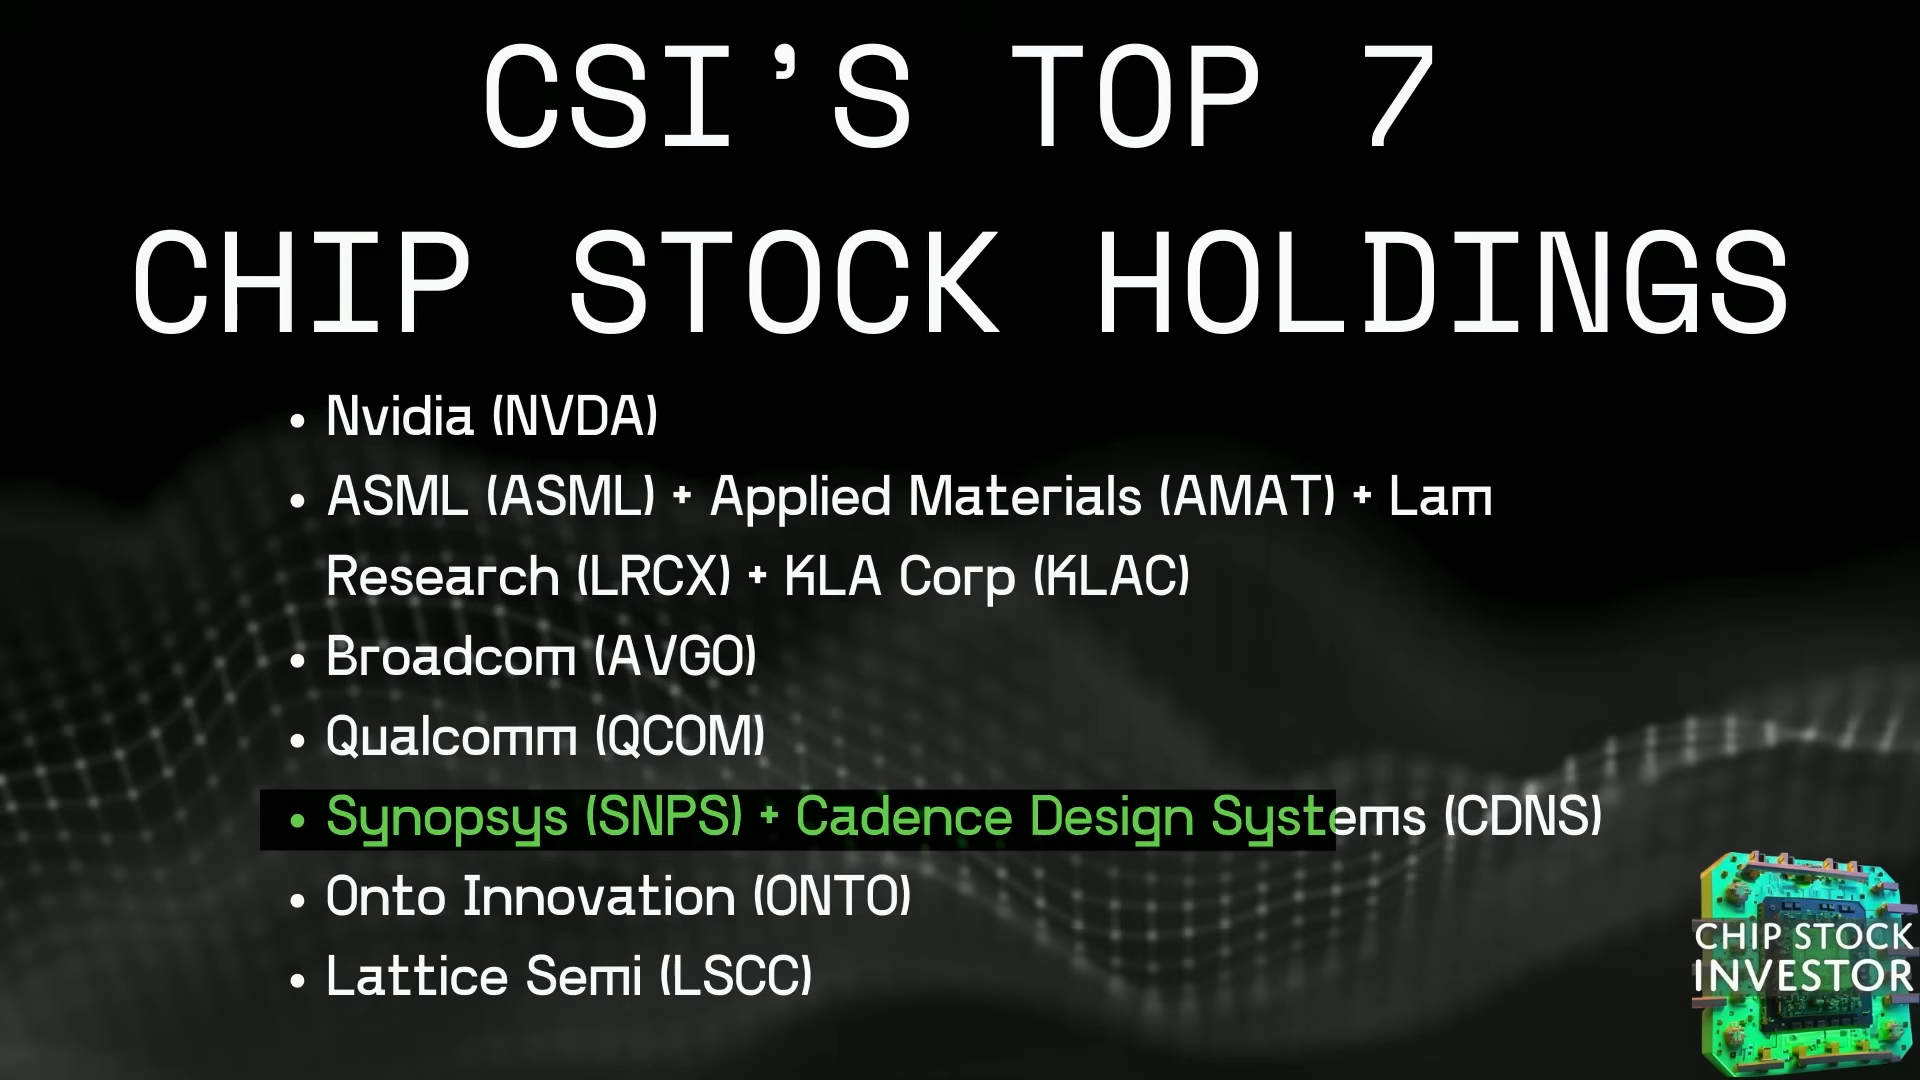 CSI'S TOP 7
CHIP STOCK HOLDINGS
• Nvidia (NVDA)
• ASML (ASML) + Applied Materials (AMAT) + Lam
Research (LRCX) + KLA Corp (KLAC)
• Broadcom (AVGO)
• Qualcomm (QCOM)
• Synopsys (SNPS) + Cadence Design Systems (CDNS)
• Onto Innovation (ONTO)
• Lattice Semi (LSCC)
CHIP STOCK
INVESTOR